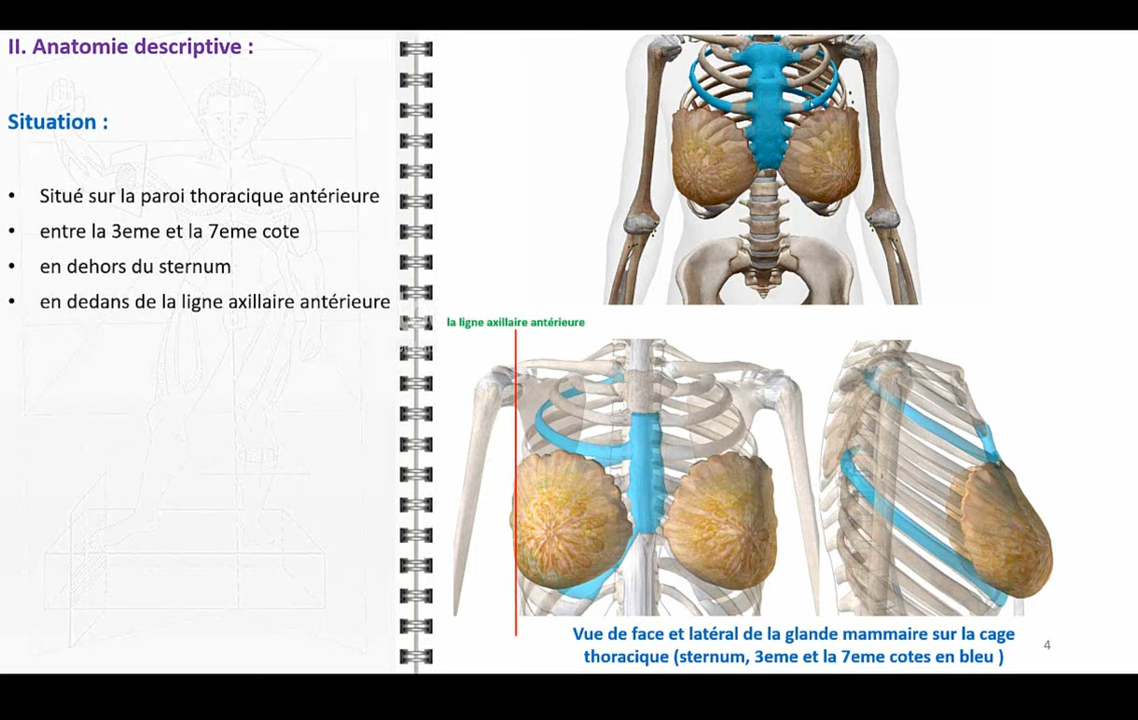 II. Anatomie descriptive :
Situation :
• Situé sur la paroi thoracique antérieure
• entre la 3eme et la 7eme cote
• en dehors du sternum
• en dedans de la ligne axillaire antérieure
la ligne axillaire antérieure
Vue de face et latéral de la glande mammaire sur la cage
thoracique (sternum, 3eme et la 7eme cotes en bleu )
4